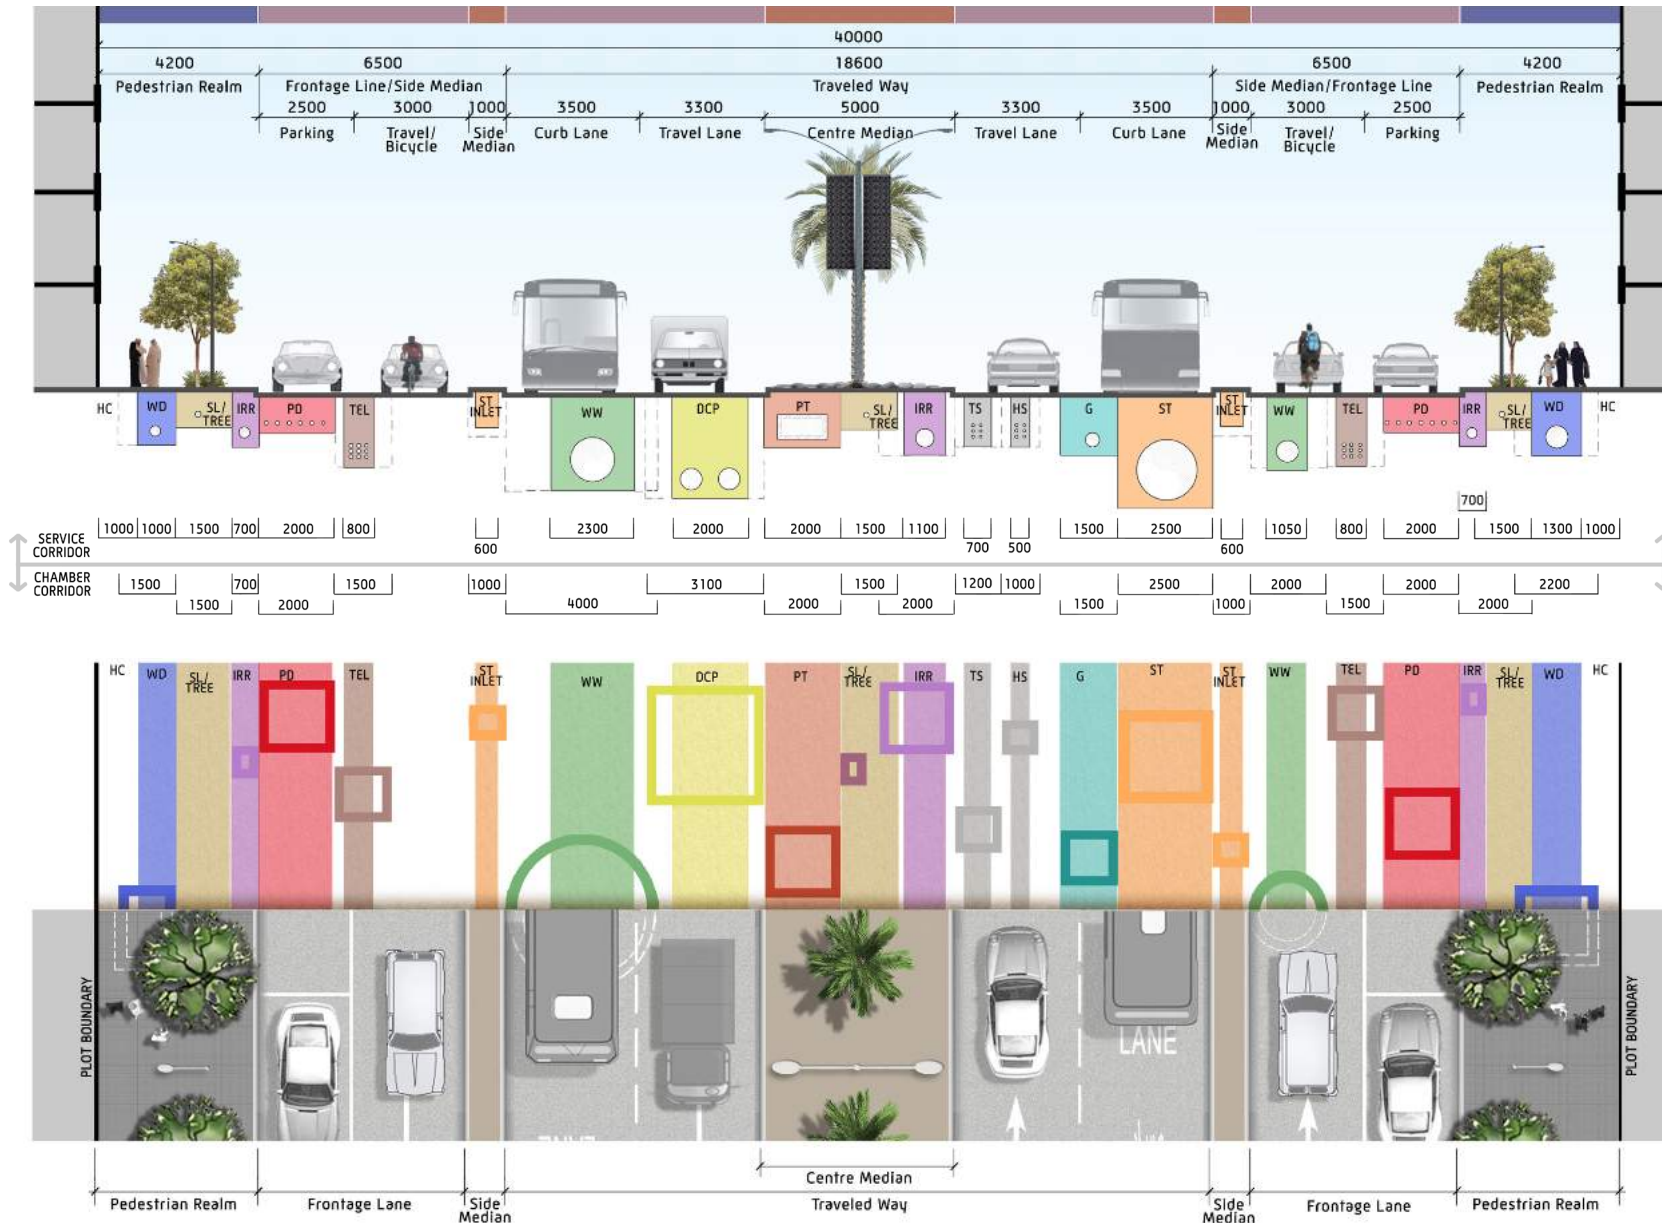 40000
4200 6500 18600 6500 4200
Pedestrian Realm Frontage Line/Side Median Traveled Way Side Median/Frontage Line Pedestrian Realm
2500 3000 1000 3500 3300 5000 3300 3500 1000 3000 2500
Parking Travel/ Side Curb Lane Travel Lane Centre Median Travel Lane Curb Lane Side Travel/ Parking
Bicycle Median Median Bicycle
HC WD SL/ IRR PD TEL ST WW DCP PT SL/ IRR TS HS G ST ST WW TEL PD IRR SL/ WD HC
TREE INLET TREE INLET TREE
700
1000 1000 1500 700 2000 800 2300 2000 2000 1500 1100 1500 2500 1050 800 2000 1500 1300 1000
600 700 500 600
SERVICE
CORRIDOR
CHAMBER
CORRIDOR
1500 700 1500 1000 3100 1500 1200 1000 2500 2000 2000 2200
1500 2000 4000 2000 2000 1500 1000 1500 2000
HC WD SL/ IRR PD TEL ST WW DCP PT SL/ IRR TS HS G ST ST WW TEL PD IRR SL/ WD HC
TREE INLET TREE INLET TREE
PLOT BOUNDARY
LANE
LANE
PLOT BOUNDARY
Centre Median
Pedestrian Realm Frontage Lane Side Traveled Way Side Frontage Lane Pedestrian Realm
Median Median